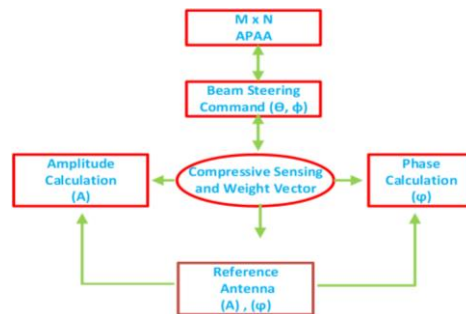 M x N
APAA
Beam Steering
Command (Θ, ϕ)
Amplitude
Calculation
(A)
Compressive Sensing
and Weight Vector
Phase
Calculation
(φ)
Reference
Antenna
(A) , (φ)